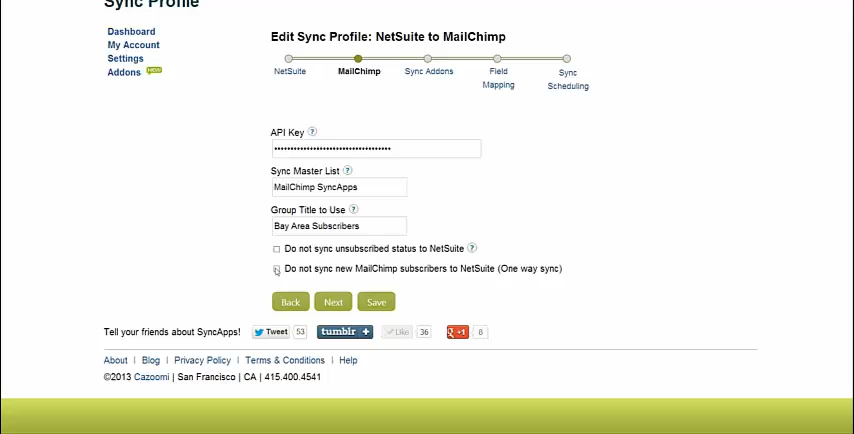 Sync Profile
Dashboard
My Account
Settings
Addons NEW
Edit Sync Profile: NetSuite to MailChimp
NetSuite MailChimp Sync Addons Field Mapping Sync Scheduling
API Key ?
••••••••••••••••••••••••••••••••••••
Sync Master List ?
MailChimp SyncApps
Group Title to Use ?
Bay Area Subscribers
Do not sync unsubscribed status to NetSuite ?
Do not sync new MailChimp subscribers to NetSuite (One way sync)
Back Next Save
Tell your friends about SyncApps! Tweet 53 tumblr. + Like 36 +1 8
About | Blog | Privacy Policy | Terms & Conditions | Help
©2013 Cazoomi | San Francisco | CA | 415.400.4541